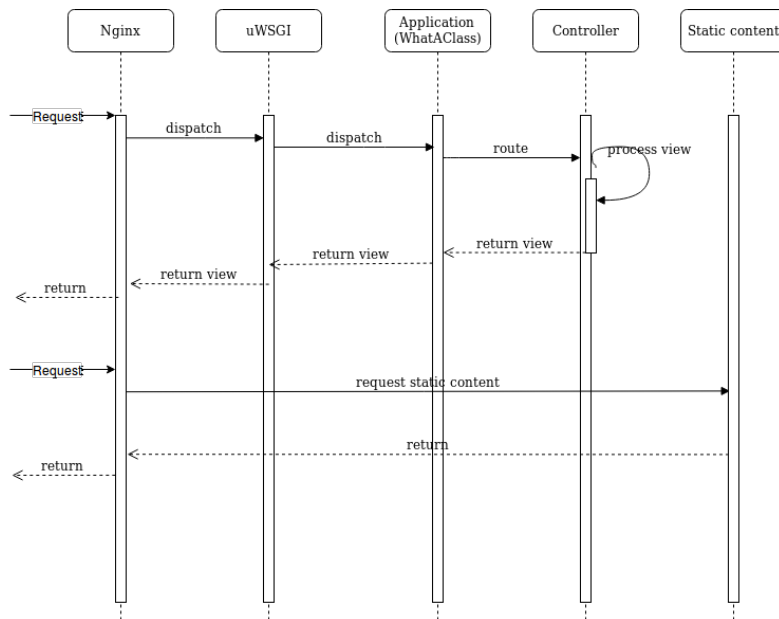 Nginx
uWSGI
Application
(WhatAClass)
Controller
Static content
Request
dispatch
dispatch
route
process view
return view
return view
return view
return
Request
request static content
return
return